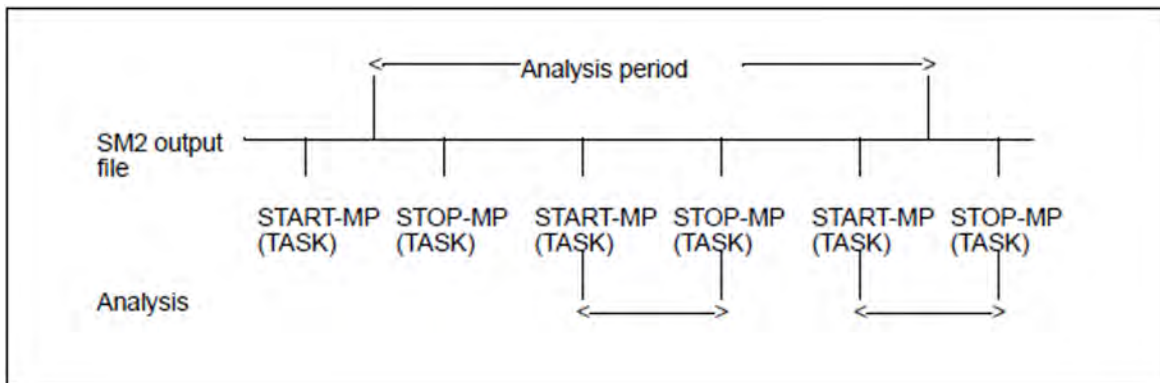 Analysis period
SM2 output
file
START-MP STOP-MP START-MP STOP-MP START-MP STOP-MP
(TASK) (TASK) (TASK) (TASK) (TASK) (TASK)
Analysis